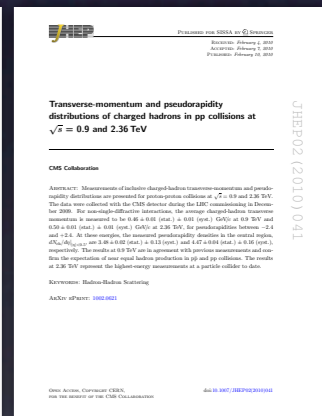 JHEP
Published for SISSA by Springer
Received: February 4, 2010
Accepted: February 7, 2010
Published: February 10, 2010
Transverse-momentum and pseudorapidity
distributions of charged hadrons in pp collisions at
√s = 0.9 and 2.36 TeV
CMS Collaboration
Abstract: Measurements of inclusive charged-hadron transverse-momentum and pseudo-
rapidity distributions are presented for proton-proton collisions at √s = 0.9 and 2.36 TeV.
The data were collected with the CMS detector during the LHC commissioning in Decem-
ber 2009. For non-single-diffractive interactions, the average charged-hadron transverse
momentum is measured to be 0.46 ± 0.01 (stat.) ± 0.01 (syst.) GeV/c at 0.9 TeV and
0.50 ± 0.01 (stat.) ± 0.01 (syst.) GeV/c at 2.36 TeV, for pseudorapidities between −2.4
and +2.4. At these energies, the measured pseudorapidity densities in the central region,
dNch/dη||η|<0.5, are 3.48 ± 0.02 (stat.) ± 0.13 (syst.) and 4.47 ± 0.04 (stat.) ± 0.16 (syst.),
respectively. The results at 0.9 TeV are in agreement with previous measurements and con-
firm the expectation of near equal hadron production in pp̄ and pp collisions. The results
at 2.36 TeV represent the highest-energy measurements at a particle collider to date.
Keywords: Hadron-Hadron Scattering
ArXiv ePrint: 1002.0621
Open Access, Copyright CERN,
for the benefit of the CMS Collaboration
doi:10.1007/JHEP02(2010)041
JHEP02(2010)041